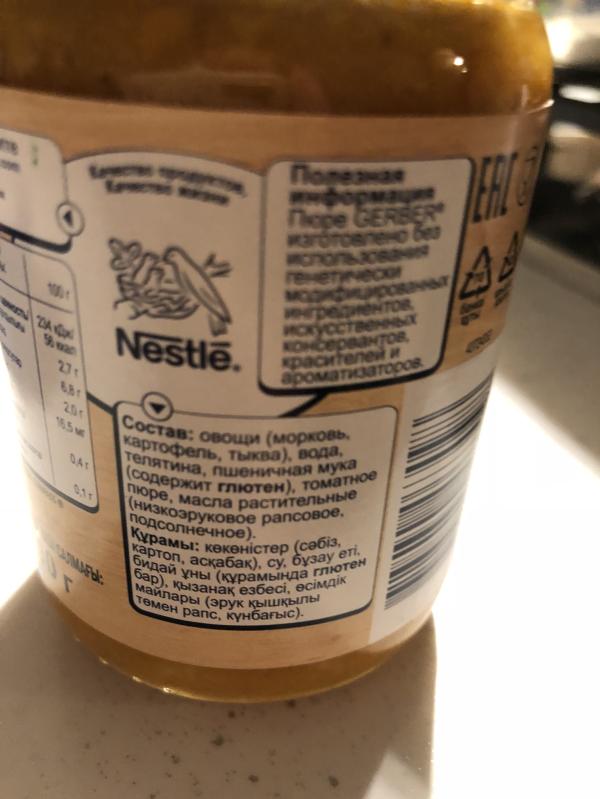 100 г
234 кДж/
56 ккал
2,7 г
6,8 г
2,0 г
16,5 мг
0,4 г
0,1 г
Качество продуктов,
Качество жизни
Nestlé®
Полезная
информация
Пюре GERBER®
изготовлено без
использования
генетически
модифицированных
ингредиентов,
искусственных
консервантов,
красителей и
ароматизаторов.
EAC
Состав: овощи (морковь,
картофель, тыква), вода,
телятина, пшеничная мука
(содержит глютен), томатное
пюре, масла растительные
(низкоэруковое рапсовое,
подсолнечное).
Құрамы: көкөністер (сәбіз,
картоп, асқабақ), су, бұзау еті,
бидай ұны (құрамында глютен
бар), қызанақ езбесі, өсімдік
майлары (эрук қышқылы
төмен рапс, күнбағыс).
САЛМАҒЫ:
0 г